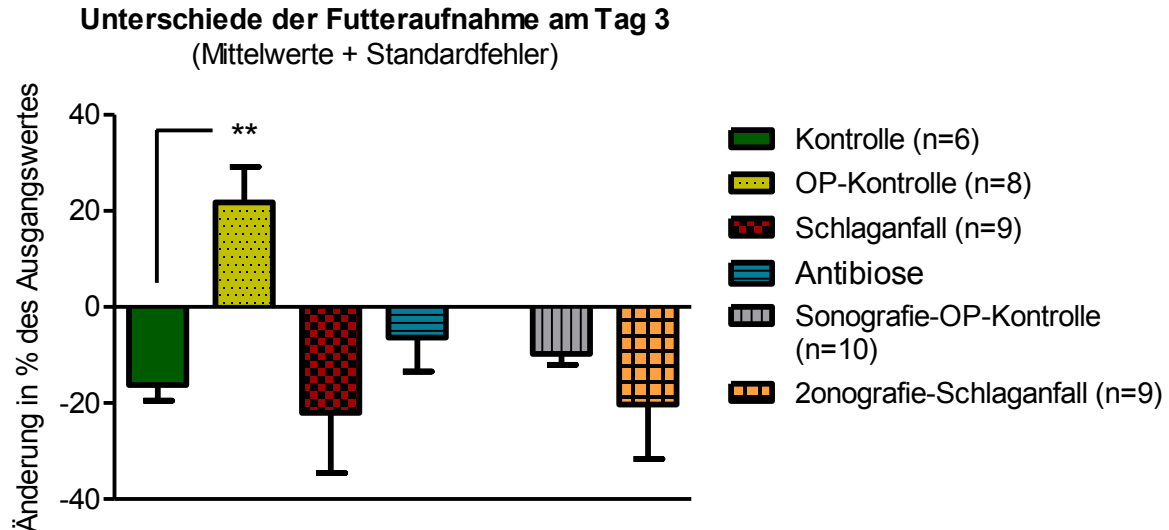 Unterschiede der Futteraufnahme am Tag 3
(Mittelwerte + Standardfehler)
Änderung in % des Ausgangswertes
40
20
0
-20
-40
**
Kontrolle (n=6)
OP-Kontrolle (n=8)
Schlaganfall (n=9)
Antibiose
Sonografie-OP-Kontrolle
(n=10)
2onografie-Schlaganfall (n=9)